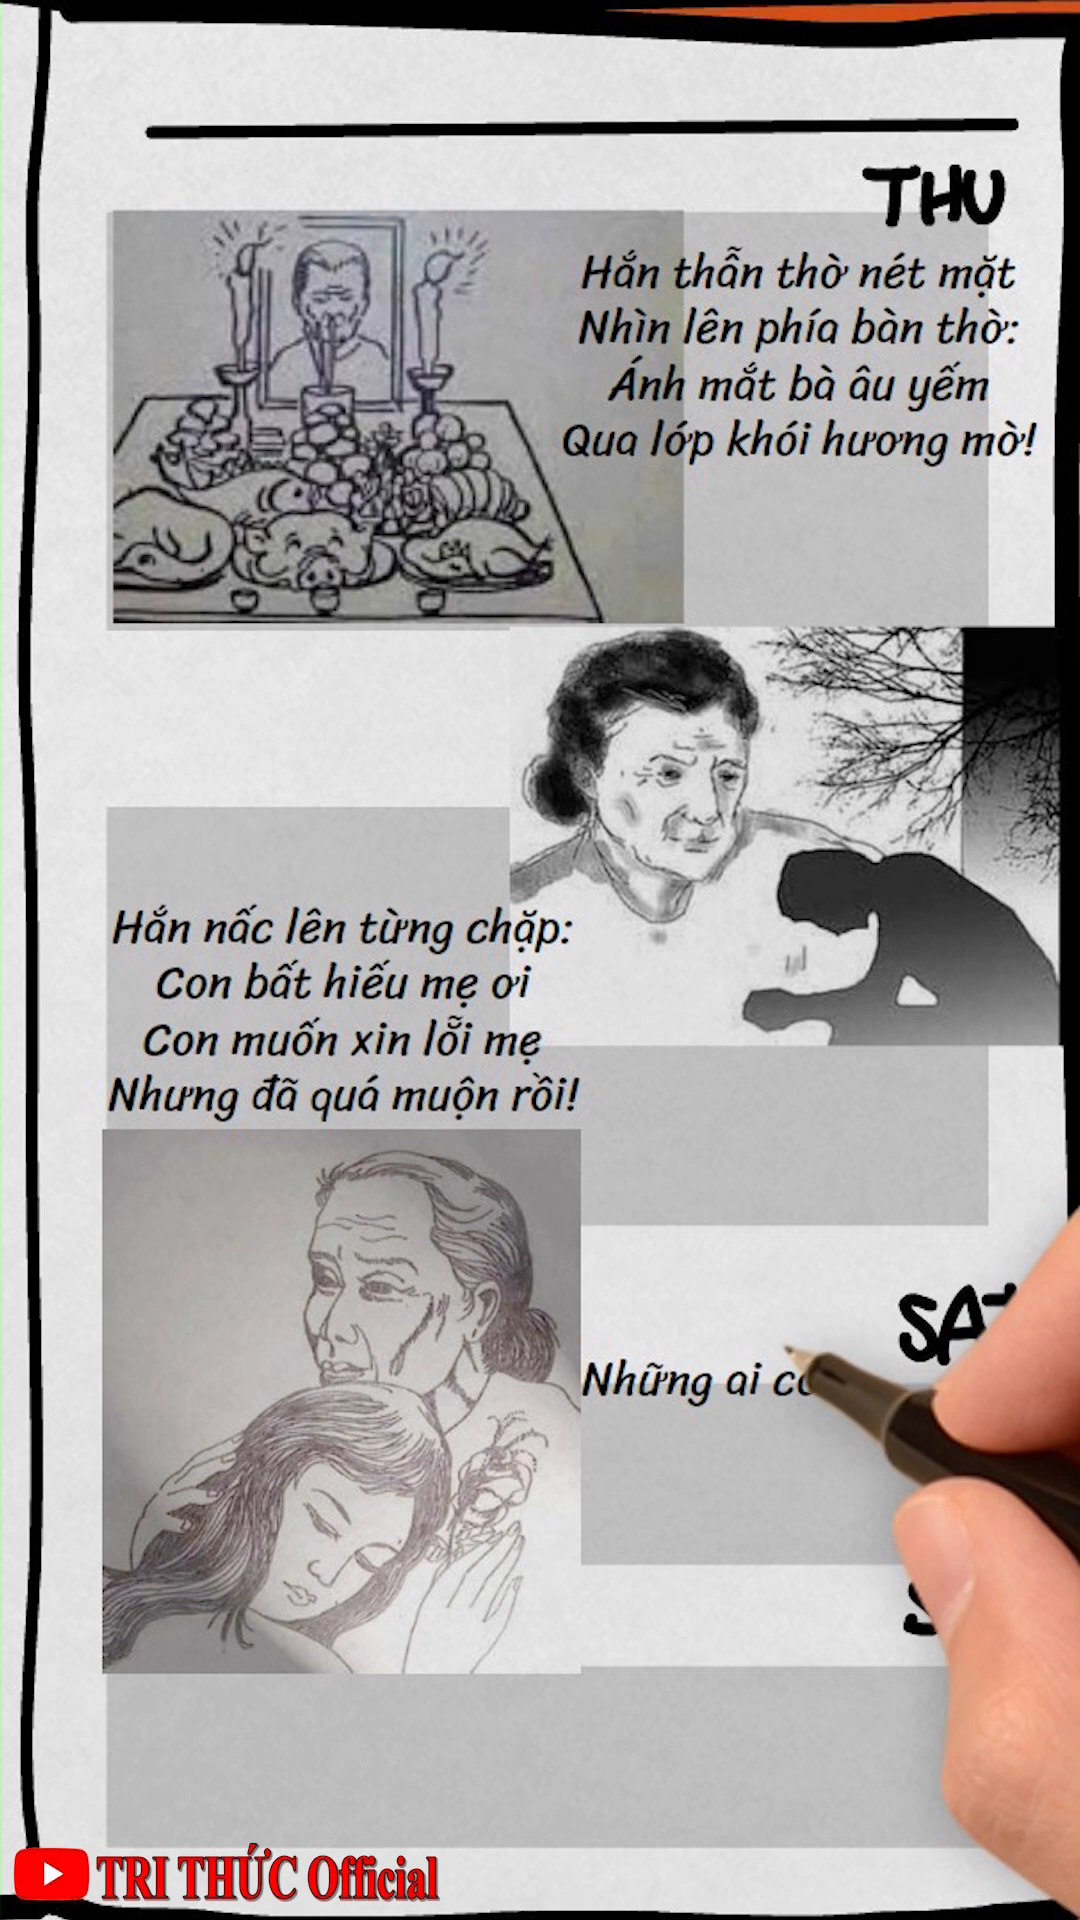 THU
Hắn thẫn thờ nét mặt
Nhìn lên phía bàn thờ:
Ánh mắt bà âu yếm
Qua lớp khói hương mờ!
Hắn nấc lên từng chặp:
Con bất hiếu mẹ ơi
Con muốn xin lỗi mẹ
Nhưng đã quá muộn rồi!
Những ai
TRI THỨC Official